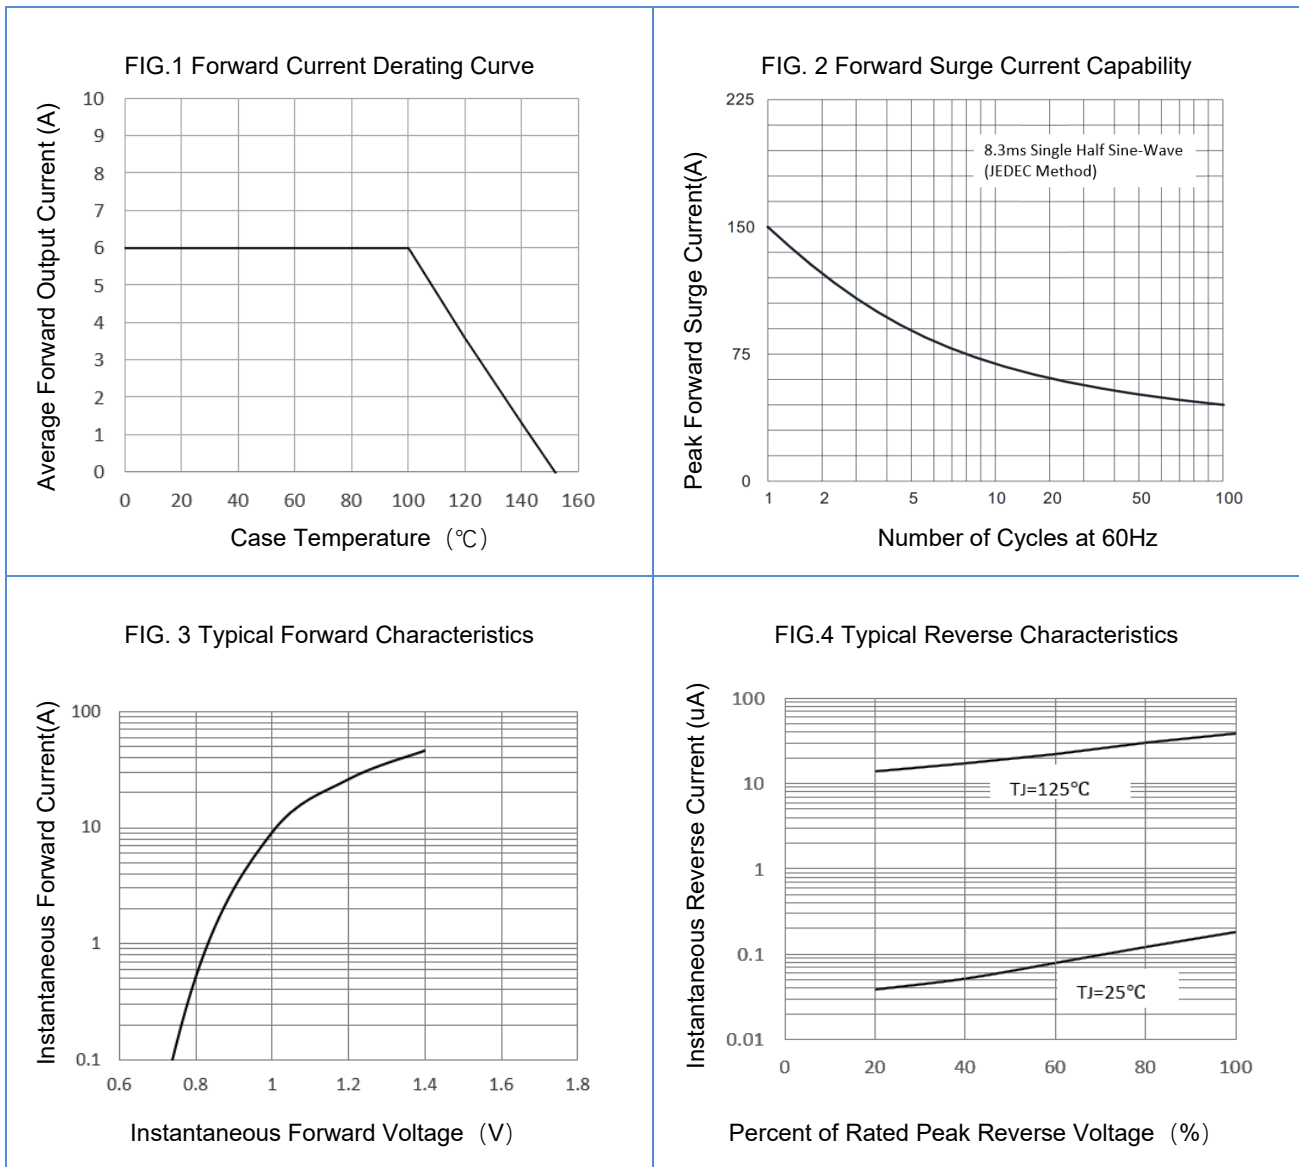 FIG.1 Forward Current Derating Curve
Average Forward Output Current (A)
10
9
8
7
6
5
4
3
2
1
0
0 20 40 60 80 100 120 140 160
Case Temperature（℃）
FIG. 2 Forward Surge Current Capability
Peak Forward Surge Current(A)
225
150
75
0
8.3ms Single Half Sine-Wave
(JEDEC Method)
1 2 5 10 20 50 100
Number of Cycles at 60Hz
FIG. 3 Typical Forward Characteristics
Instantaneous Forward Current(A)
100
10
1
0.1
0.6 0.8 1 1.2 1.4 1.6 1.8
Instantaneous Forward Voltage（V）
FIG.4 Typical Reverse Characteristics
Instantaneous Reverse Current (uA)
100
10
1
0.1
0.01
TJ=125℃
TJ=25℃
0 20 40 60 80 100
Percent of Rated Peak Reverse Voltage（%）